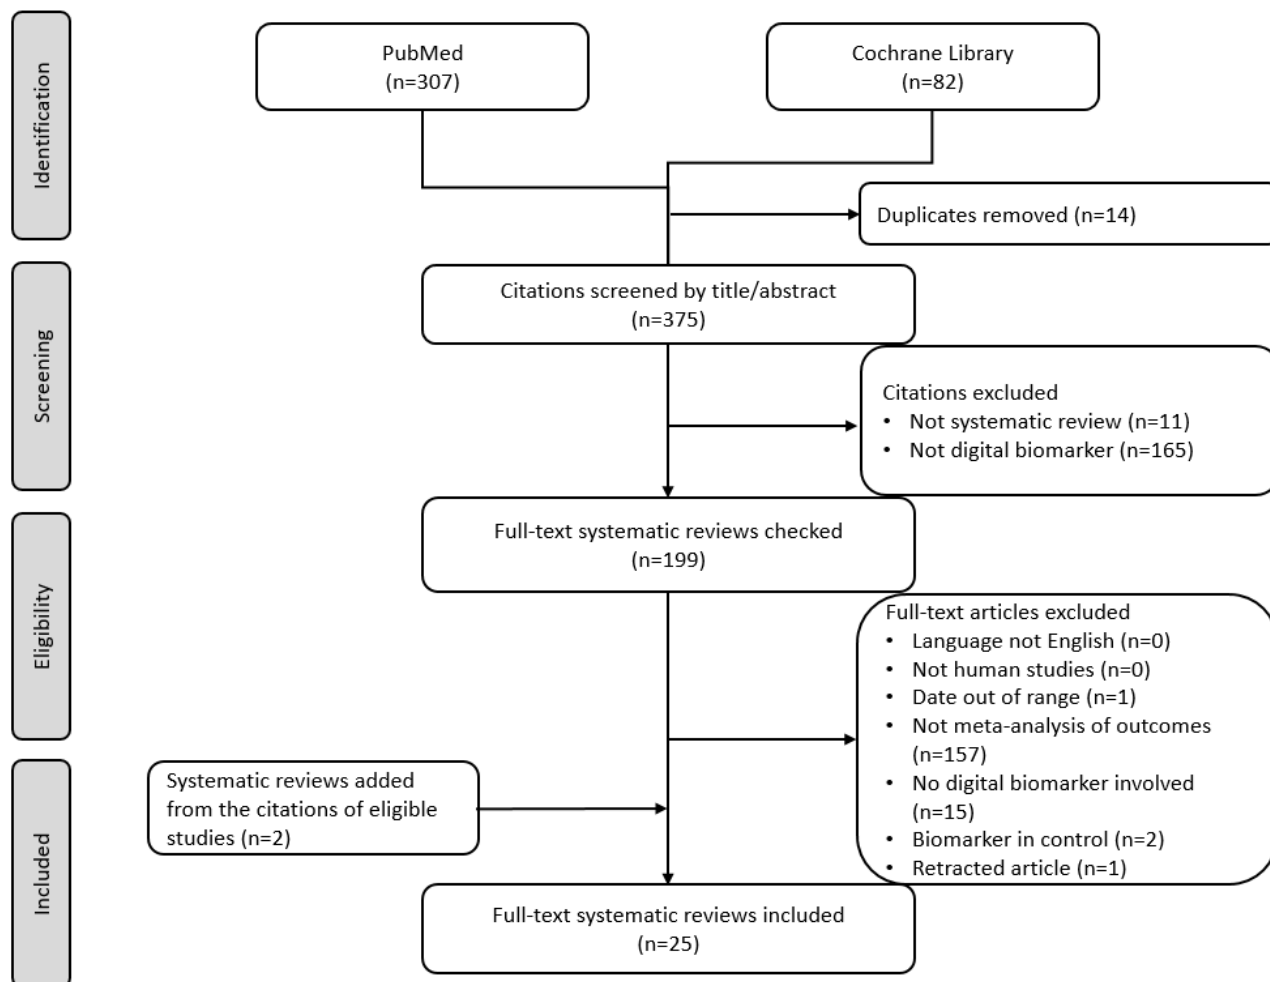 Identification
PubMed
(n=307)
Cochrane Library
(n=82)
Duplicates removed (n=14)
Screening
Citations screened by title/abstract
(n=375)
Citations excluded
• Not systematic review (n=11)
• Not digital biomarker (n=165)
Eligibility
Full-text systematic reviews checked
(n=199)
Full-text articles excluded
• Language not English (n=0)
• Not human studies (n=0)
• Date out of range (n=1)
• Not meta-analysis of outcomes
(n=157)
• No digital biomarker involved
(n=15)
• Biomarker in control (n=2)
• Retracted article (n=1)
Included
Systematic reviews added
from the citations of eligible
studies (n=2)
Full-text systematic reviews included
(n=25)